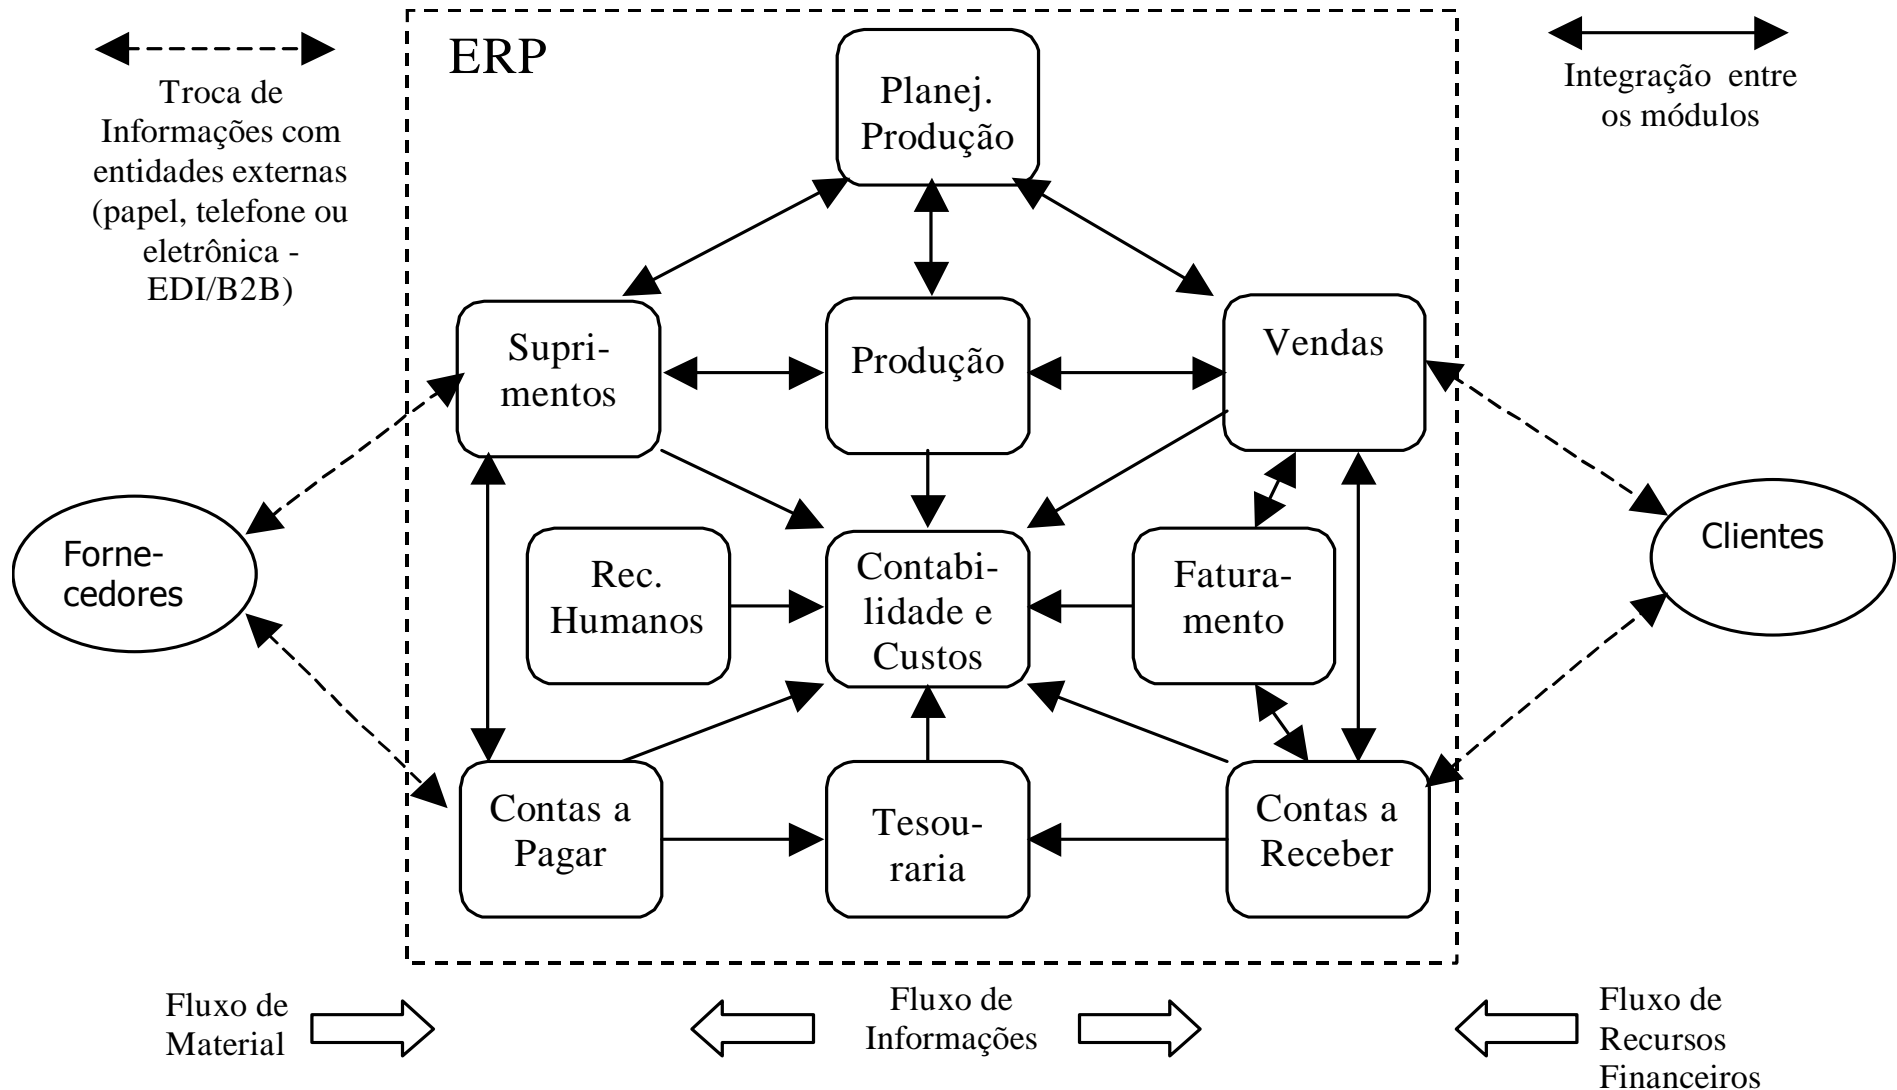 ERP
Troca de
Informações com
entidades externas
(papel, telefone ou
eletrônica -
EDI/B2B)
Planej.
Produção
Integração entre
os módulos
Supri-
mentos
Produção
Vendas
Forne-
cedores
Rec.
Humanos
Contabi-
lidade e
Custos
Fatura-
mento
Clientes
Contas a
Pagar
Tesou-
raria
Contas a
Receber
Fluxo de
Material
Fluxo de
Informações
Fluxo de
Recursos
Financeiros